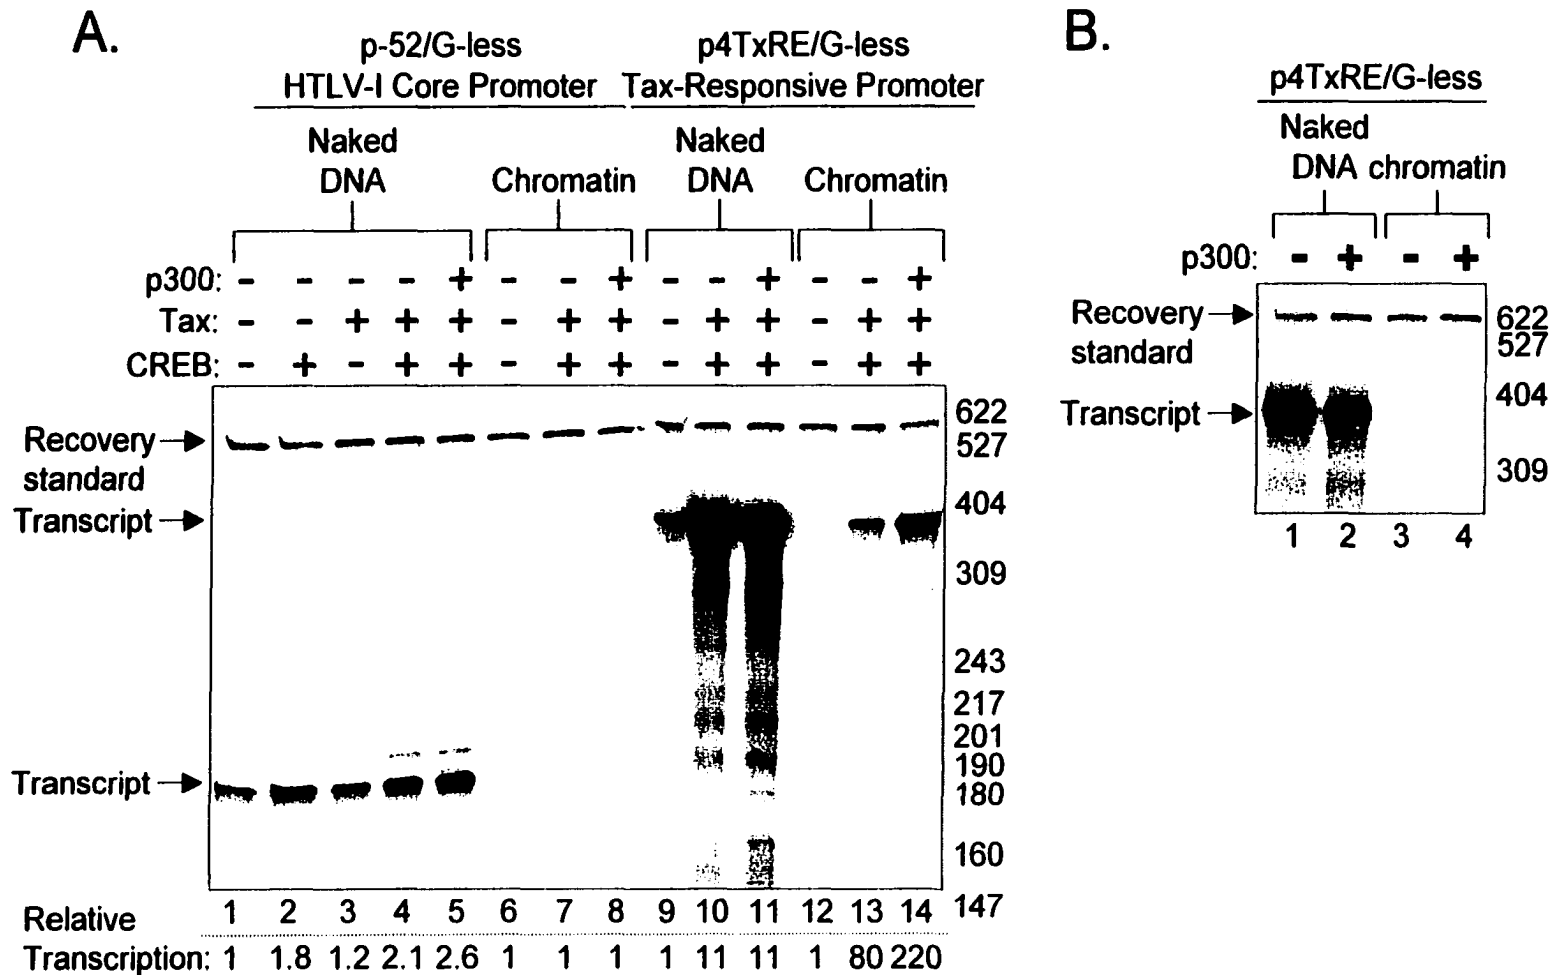 A.
p-52/G-less
HTLV-I Core Promoter
p4TxRE/G-less
Tax-Responsive Promoter
Naked
DNA
Chromatin
Naked
DNA
Chromatin
p300: - - - - + - - + - - + - - +
Tax: - - + + + - + + - + + - + +
CREB: - + - + + - + + - + + - + +
Recovery
standard
Transcript
Transcript
622
527
404
309
243
217
201
190
180
160
147
1 2 3 4 5 6 7 8 9 10 11 12 13 14
Relative
Transcription: 1 1.8 1.2 2.1 2.6 1 1 1 1 11 11 1 80 220
B.
p4TxRE/G-less
Naked
DNA chromatin
p300: - + - +
Recovery
standard
Transcript
622
527
404
309
1 2 3 4